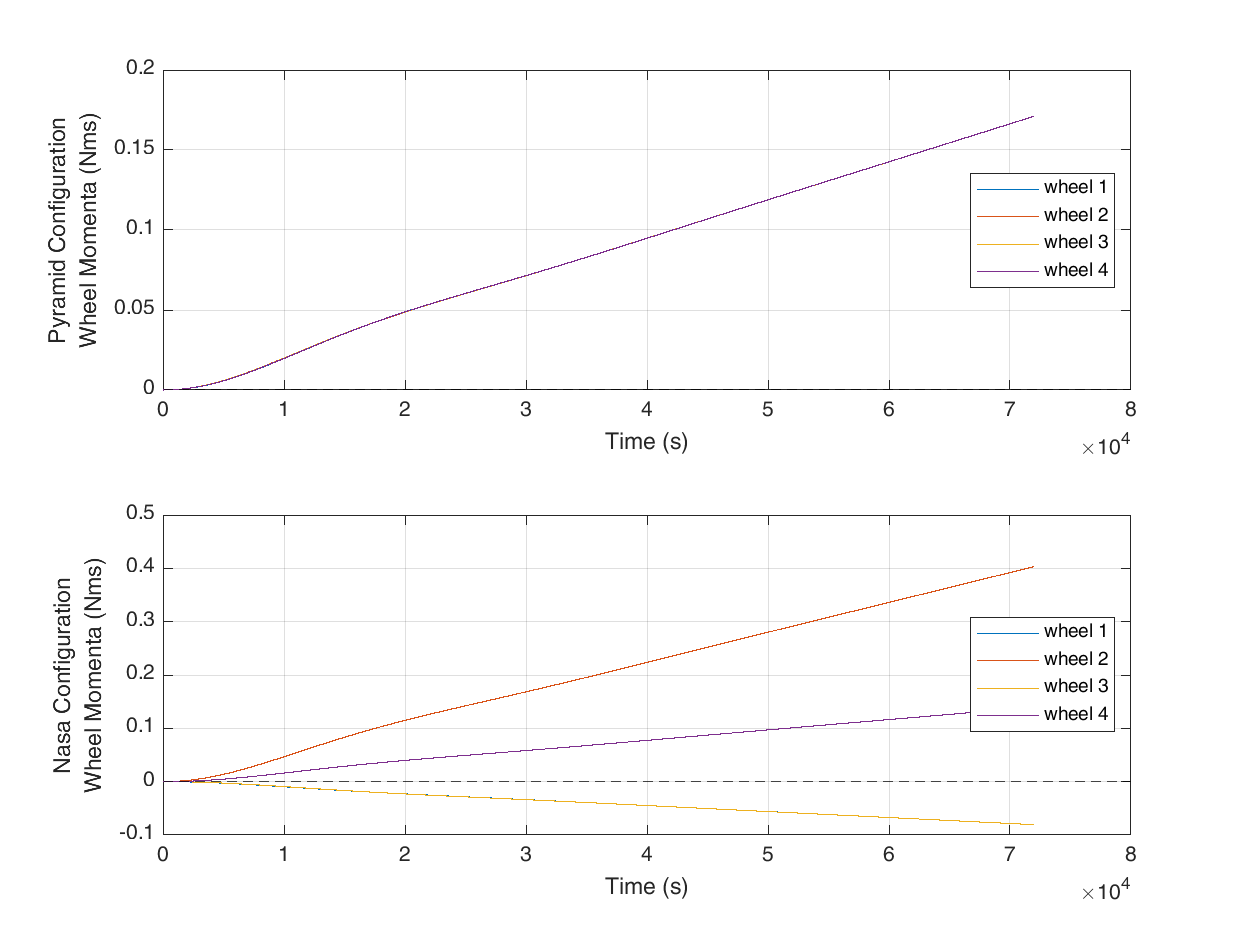 0.2
0.15
0.1
0.05
0
Pyramid Configuration
Wheel Momenta (Nms)
wheel 1
wheel 2
wheel 3
wheel 4
0 1 2 3 4 5 6 7 8
Time (s)
×10^4
0.5
0.4
0.3
0.2
0.1
0
-0.1
Nasa Configuration
Wheel Momenta (Nms)
wheel 1
wheel 2
wheel 3
wheel 4
0 1 2 3 4 5 6 7 8
Time (s)
×10^4